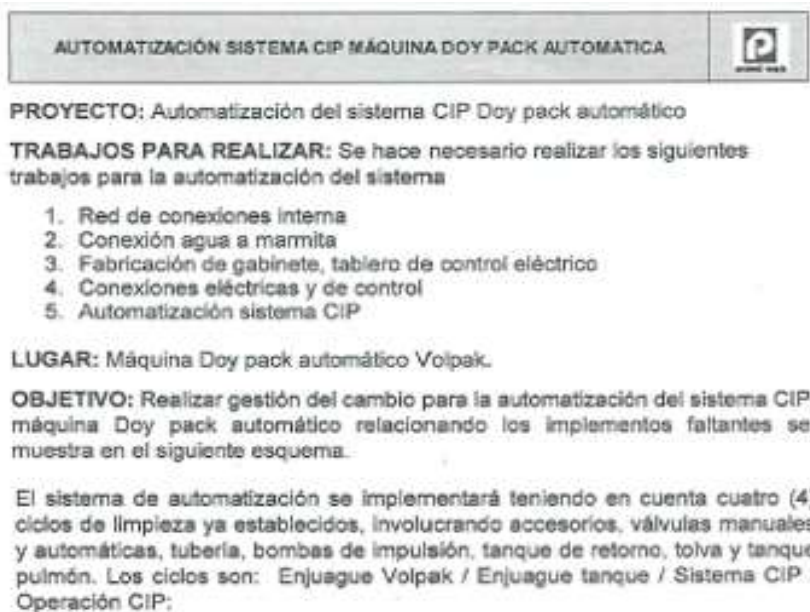 AUTOMATIZACIÓN SISTEMA CIP MÁQUINA DOY PACK AUTOMATICA
PROYECTO: Automatización del sistema CIP Doy pack automático
TRABAJOS PARA REALIZAR: Se hace necesario realizar los siguientes
trabajos para la automatización del sistema
1. Red de conexiones interna
2. Conexión agua a marmita
3. Fabricación de gabinete, tablero de control eléctrico
4. Conexiones eléctricas y de control
5. Automatización sistema CIP
LUGAR: Máquina Doy pack automático Volpak.
OBJETIVO: Realizar gestión del cambio para la automatización del sistema CIP
máquina Doy pack automático relacionando los implementos faltantes se
muestra en el siguiente esquema.
El sistema de automatización se implementará teniendo en cuenta cuatro (4
ciclos de limpieza ya establecidos, involucrando accesorios, válvulas manuales
y automáticas, tubería, bombas de impulsión, tanque de retorno, tolva y tanque
pulmón. Los ciclos son: Enjuague Volpak / Enjuague tanque / Sistema CIP
Operación CIP: